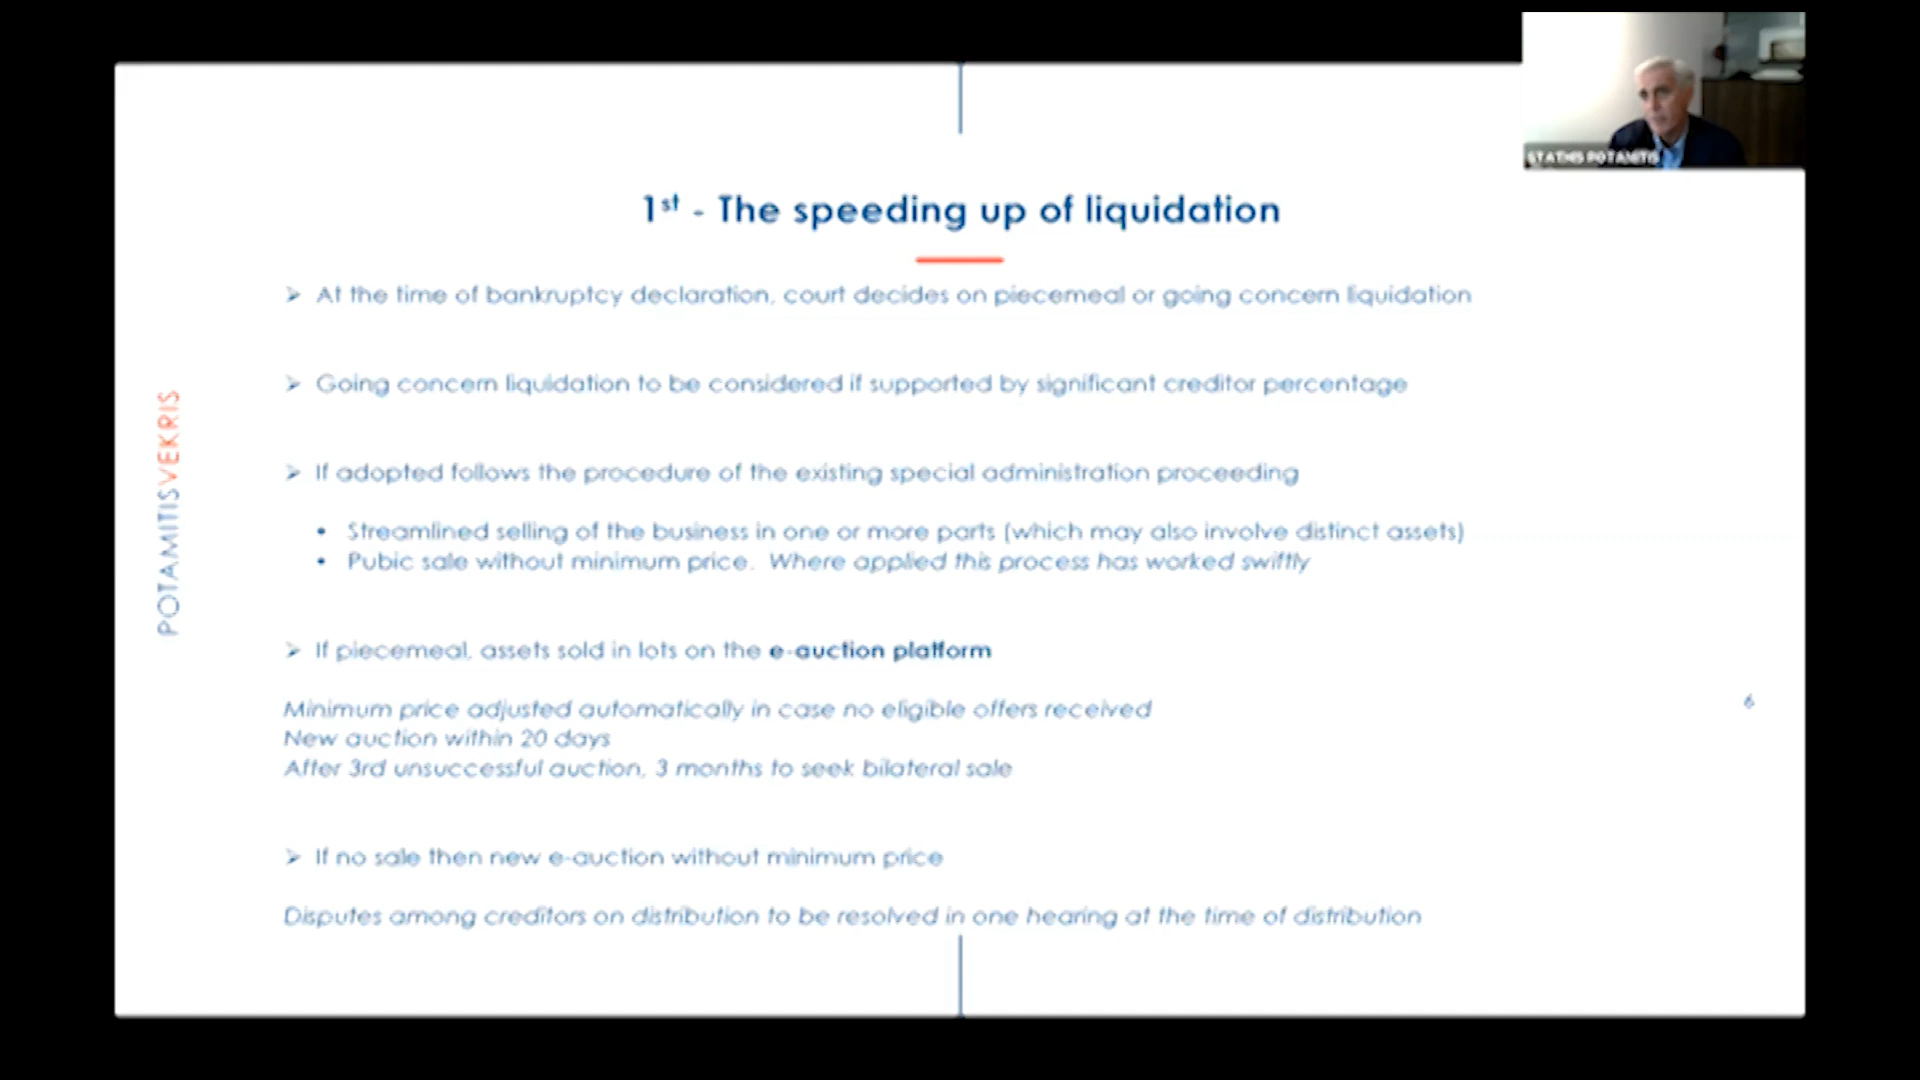 STATHIS POTAMITIS
1st - The speeding up of liquidation
➢ At the time of bankruptcy declaration, court decides on piecemeal or going concern liquidation
➢ Going concern liquidation to be considered if supported by significant creditor percentage
➢ If adopted follows the procedure of the existing special administration proceeding
• Streamlined selling of the business in one or more parts (which may also involve distinct assets)
• Pubic sale without minimum price. Where applied this process has worked swiftly
➢ If piecemeal, assets sold in lots on the e-auction platform
Minimum price adjusted automatically in case no eligible offers received
New auction within 20 days
After 3rd unsuccessful auction, 3 months to seek bilateral sale
➢ If no sale then new e-auction without minimum price
Disputes among creditors on distribution to be resolved in one hearing at the time of distribution
POTAMITISVEKRIS
6